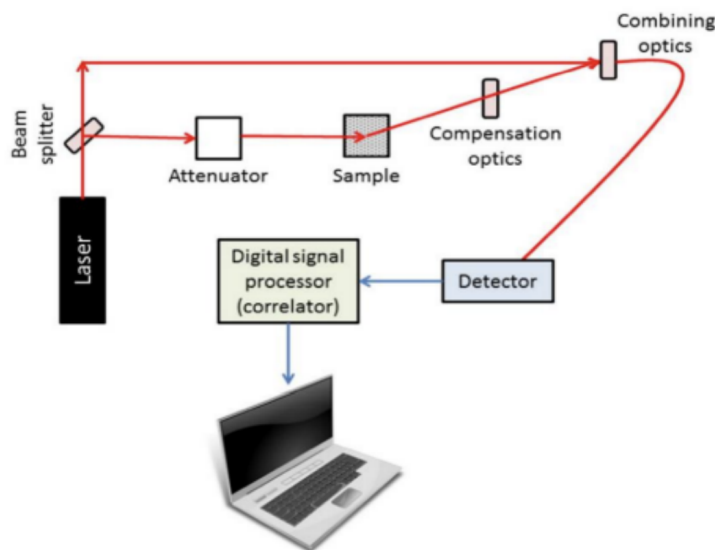 Combining
optics
Beam
splitter
Compensation
optics
Attenuator
Sample
Laser
Digital signal
processor
(correlator)
Detector